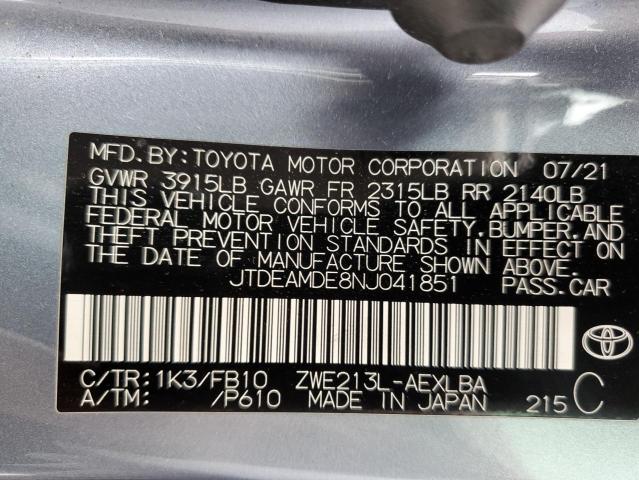 MFD.BY:TOYOTA MOTOR CORPORATION 07/21
GVWR 3915LB GAWR FR 2315LB RR 2140LB
THIS VEHICLE CONFORMS TO ALL APPLICABLE
FEDERAL MOTOR VEHICLE SAFETY,BUMPER,AND
THEFT PREVENTION STANDARDS IN EFFECT ON
THE DATE OF MANUFACTURE SHOWN ABOVE.
JTDEAMDE8NJ041851 PASS.CAR
C/TR:1K3/FB10 ZWE213L-AEXLBA
A/TM: /P610 MADE IN JAPAN 215 C
TOYOTA